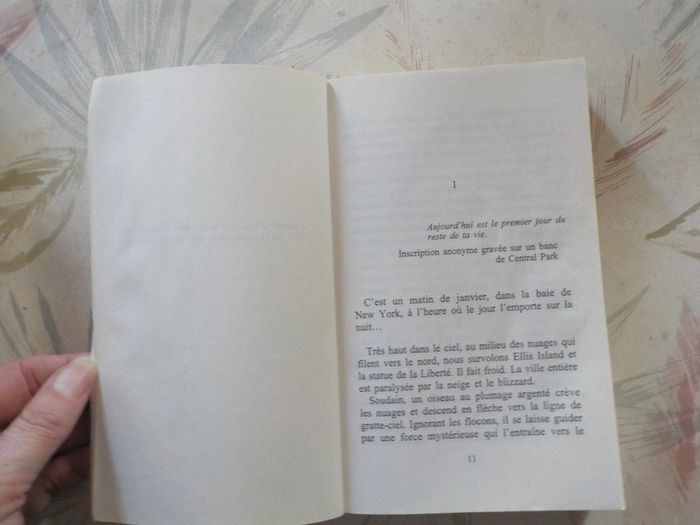 1
Aujourd'hui est le premier jour du
reste de ta vie.
Inscription anonyme gravée sur un banc
de Central Park
C'est un matin de janvier, dans la baie de
New York, à l'heure où le jour l'emporte sur la
nuit...
Très haut dans le ciel, au milieu des nuages qui
filent vers le nord, nous survolons Ellis Island et
la statue de la Liberté. Il fait froid. La ville entière
est paralysée par la neige et le blizzard.
Soudain, un oiseau au plumage argenté crève
les nuages et descend en flèche vers la ligne de
gratte-ciel. Ignorant les flocons, il se laisse guider
par une force mystérieuse qui l'entraîne vers le
11